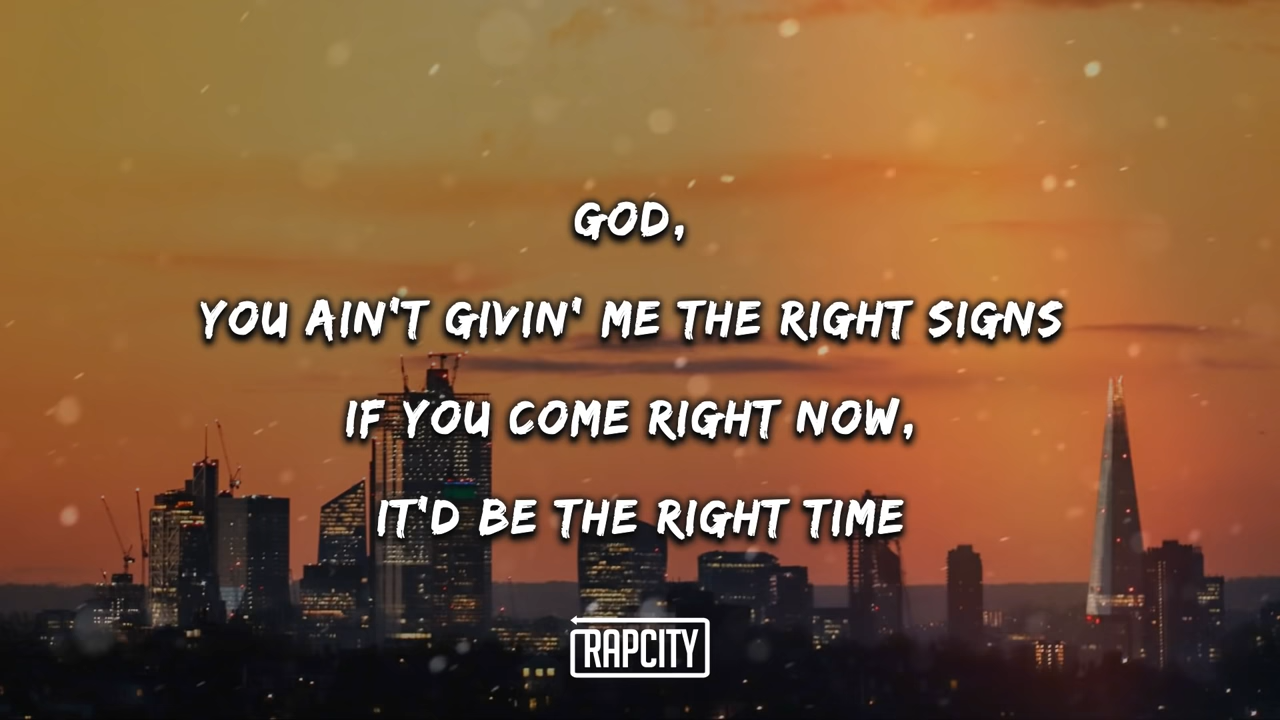 GOD,
YOU AIN'T GIVIN' ME THE RIGHT SIGNS
IF YOU COME RIGHT NOW,
IT'D BE THE RIGHT TIME
RAPCITY